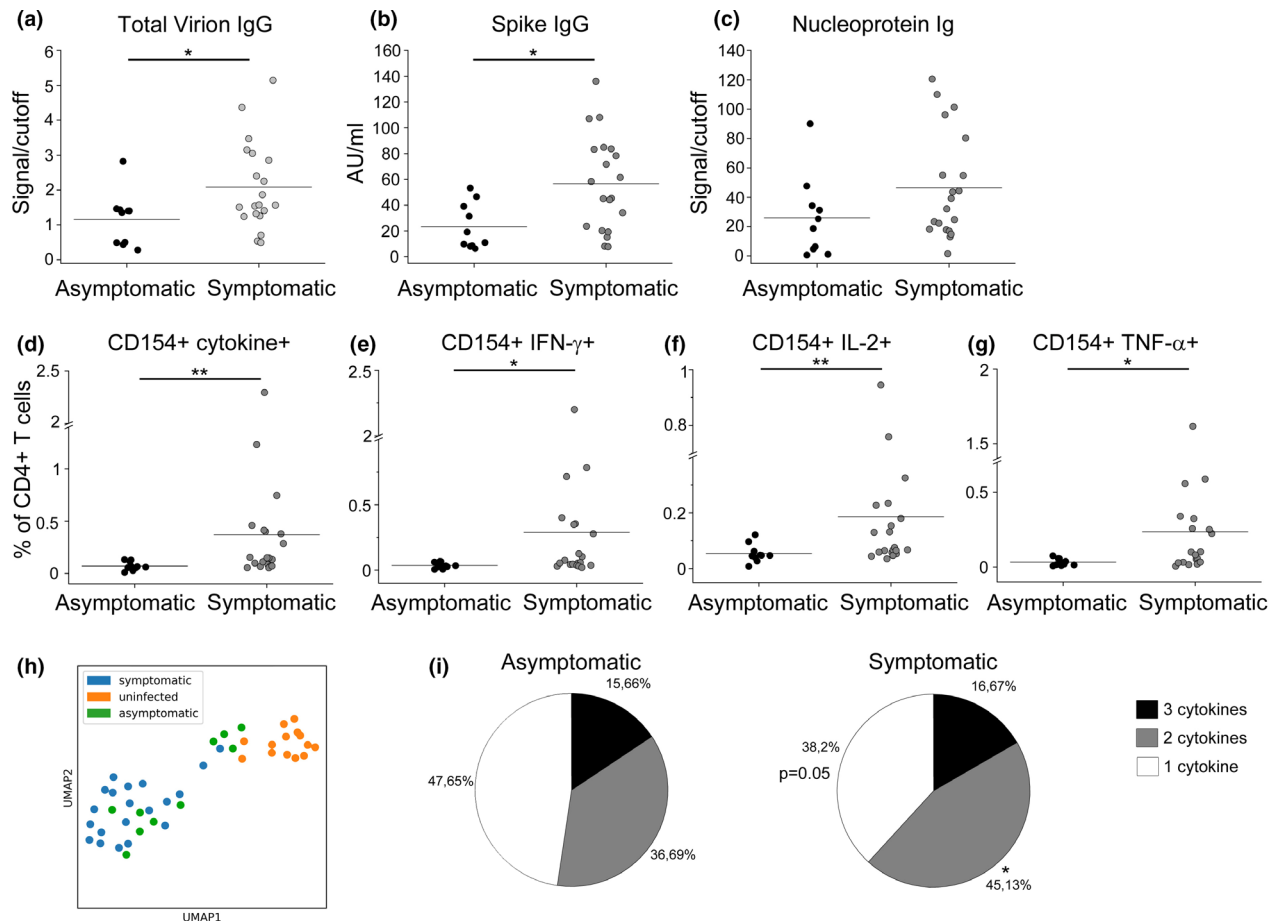 (a)
Total Virion IgG
*
Signal/cutoff
6
5
4
3
2
1
0
Asymptomatic Symptomatic
(b)
Spike IgG
*
AU/ml
160
140
120
100
80
60
40
20
0
Asymptomatic Symptomatic
(c)
Nucleoprotein Ig
Signal/cutoff
140
120
100
80
60
40
20
0
Asymptomatic Symptomatic
(d)
CD154+ cytokine+
**
% of CD4+ T cells
2.5
2
1
0.5
0
Asymptomatic Symptomatic
(e)
CD154+ IFN-γ+
*
2.5
2
0.5
0
Asymptomatic Symptomatic
(f)
CD154+ IL-2+
**
1
0.8
0.2
0
Asymptomatic Symptomatic
(g)
CD154+ TNF-α+
*
2
1.5
0.5
0
Asymptomatic Symptomatic
(h)
symptomatic
uninfected
asymptomatic
UMAP2
UMAP1
(i)
Asymptomatic
15,66%
47,65%
36,69%
Symptomatic
16,67%
38,2%
p=0.05
*
45,13%
3 cytokines
2 cytokines
1 cytokine